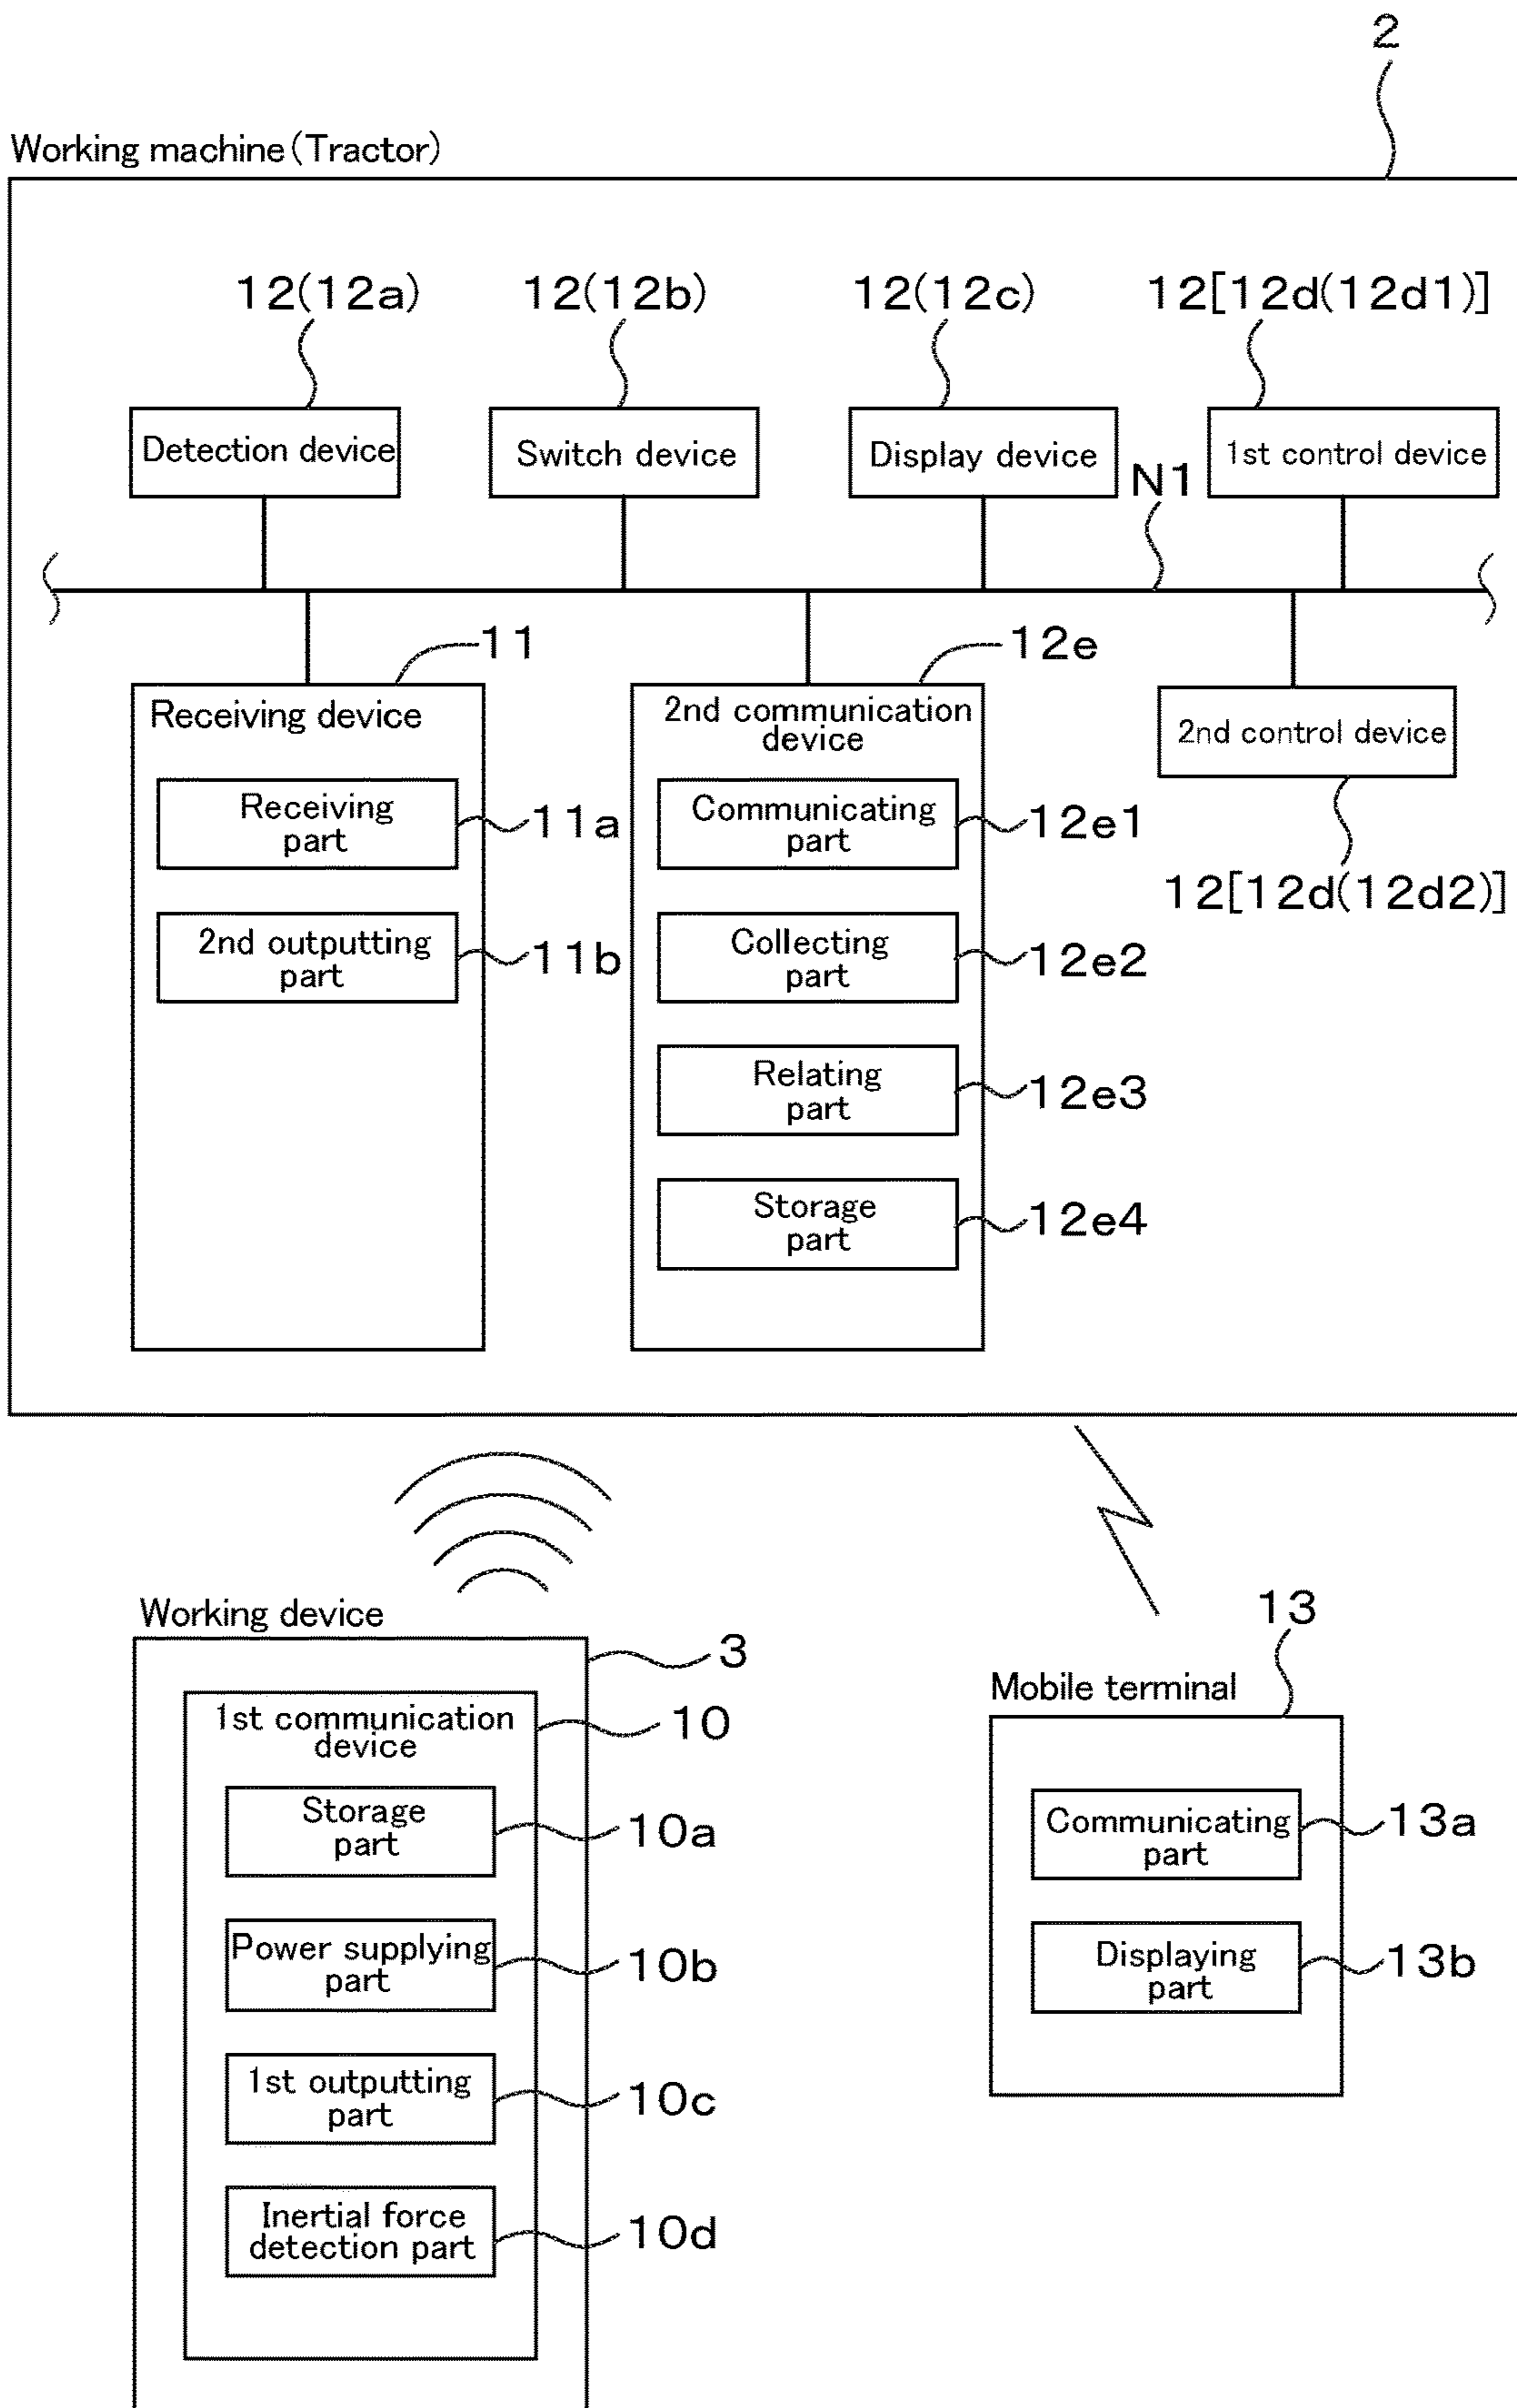 2
Working machine(Tractor)
12(12a)
12(12b)
12(12c)
12[12d(12d1)]
Detection device
Switch device
Display device
1st control device
N1
11
12e
Receiving device
2nd communication
device
2nd control device
12[12d(12d2)]
Receiving
part
11a
2nd outputting
part
11b
Communicating
part
12e1
Collecting
part
12e2
Relating
part
12e3
Storage
part
12e4
Working device
3
1st communication
device
10
Storage
part
10a
Power supplying
part
10b
1st outputting
part
10c
Inertial force
detection part
10d
13
Mobile terminal
Communicating
part
13a
Displaying
part
13b